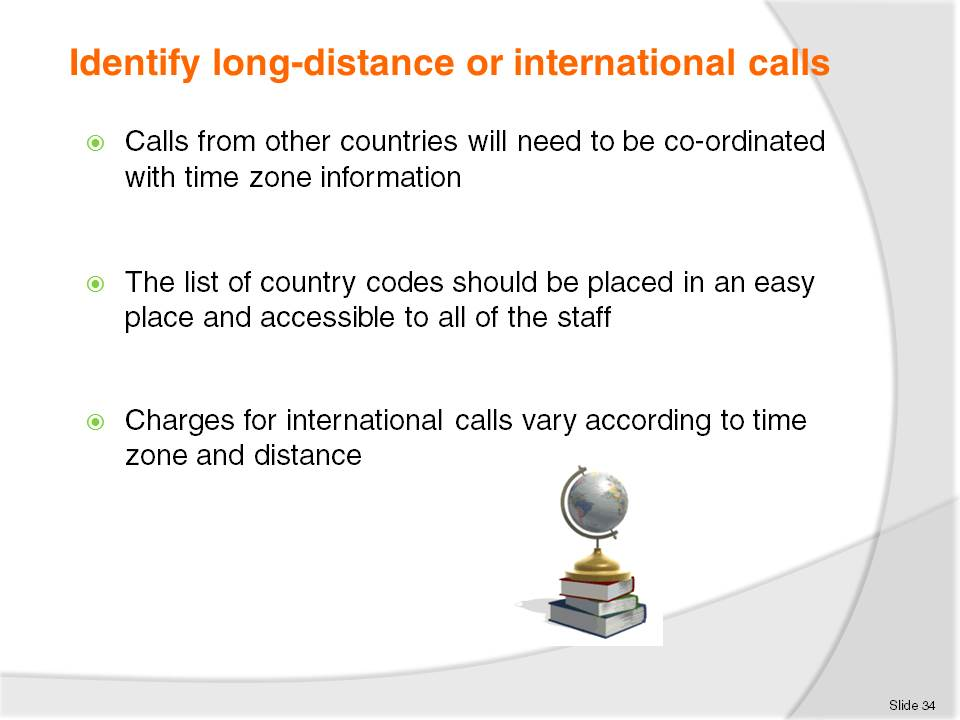 Identify long-distance or international calls
Calls from other countries will need to be co-ordinated
with time zone information
The list of country codes should be placed in an easy
place and accessible to all of the staff
Charges for international calls vary according to time
zone and distance
Slide 34